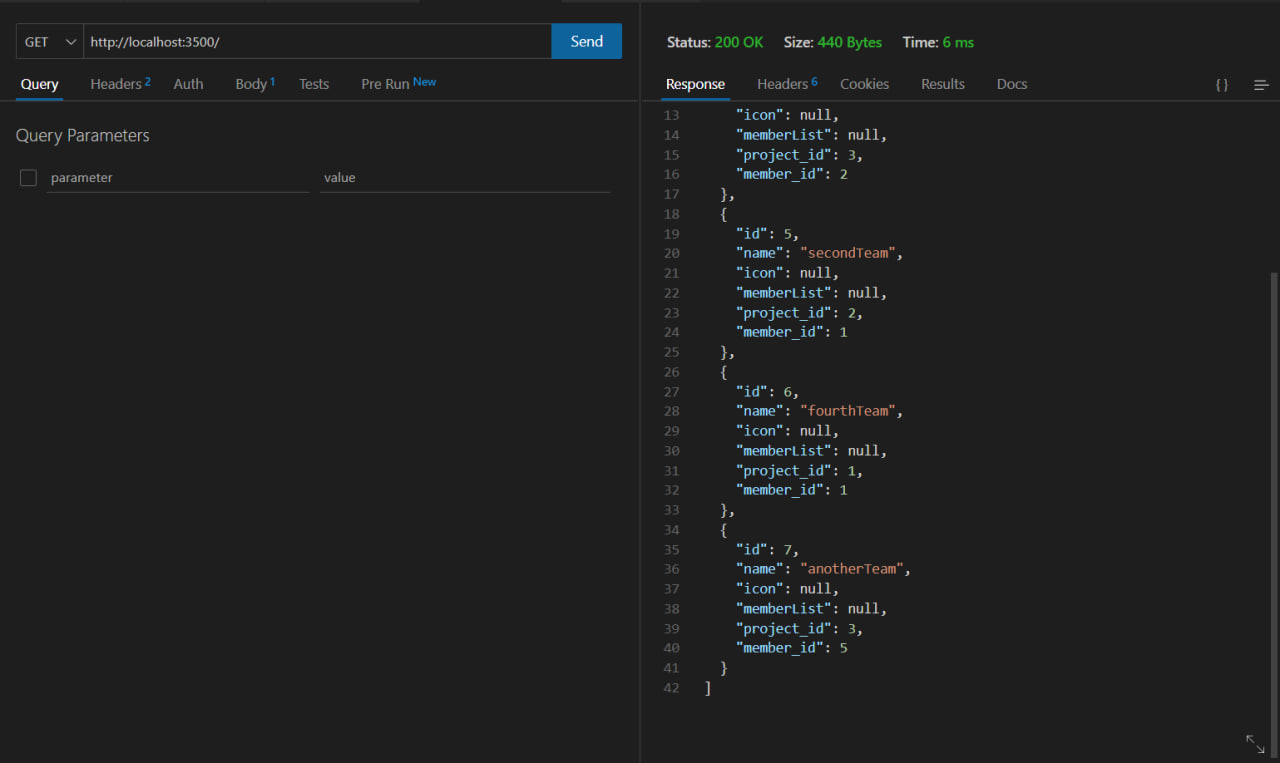 GET
http://localhost:3500/
Send
Query
Headers 2
Auth
Body 1
Tests
Pre Run New
Query Parameters
parameter
value
Status: 200 OK Size: 440 Bytes Time: 6 ms
Response
Headers 6
Cookies
Results
Docs
{ }
13 "icon": null,
14 "memberList": null,
15 "project_id": 3,
16 "member_id": 2
17 },
18 {
19 "id": 5,
20 "name": "secondTeam",
21 "icon": null,
22 "memberList": null,
23 "project_id": 2,
24 "member_id": 1
25 },
26 {
27 "id": 6,
28 "name": "fourthTeam",
29 "icon": null,
30 "memberList": null,
31 "project_id": 1,
32 "member_id": 1
33 },
34 {
35 "id": 7,
36 "name": "anotherTeam",
37 "icon": null,
38 "memberList": null,
39 "project_id": 3,
40 "member_id": 5
41 }
42 ]